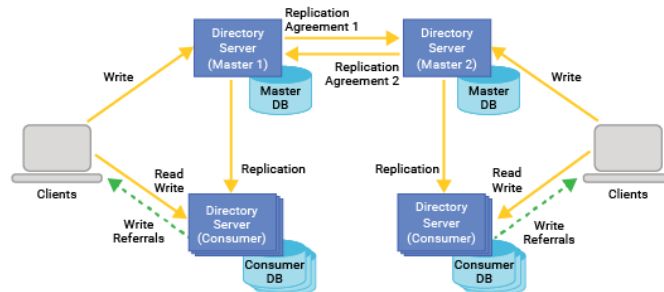 Replication
Agreement 1
Directory
Server
(Master 1)
Directory
Server
(Master 2)
Replication
Agreement 2
Write
Write
Master
DB
Master
DB
Read
Write
Replication
Replication
Read
Write
Clients
Clients
Write
Referrals
Directory
Server
(Consumer)
Directory
Server
(Consumer)
Write
Referrals
Consumer
DB
Consumer
DB